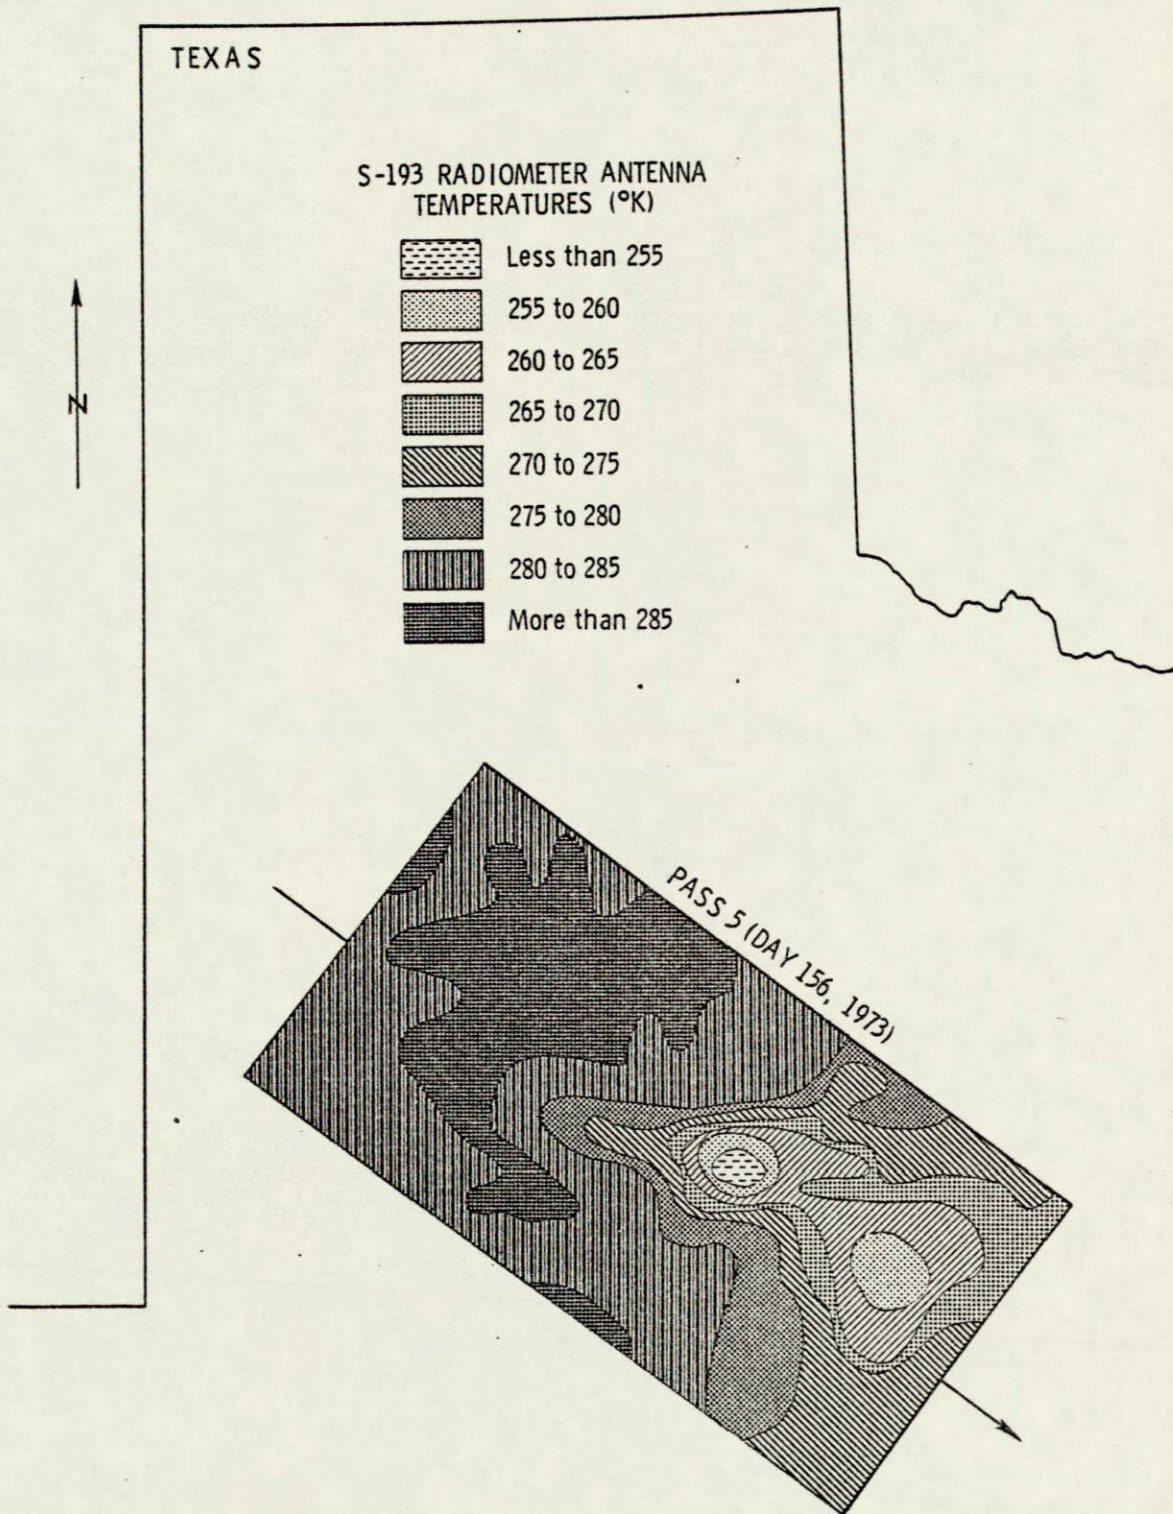 TEXAS
S-193 RADIOMETER ANTENNA
TEMPERATURES (°K)
Less than 255
255 to 260
260 to 265
265 to 270
270 to 275
275 to 280
280 to 285
More than 285
N
PASS 5 (DAY 156, 1973)